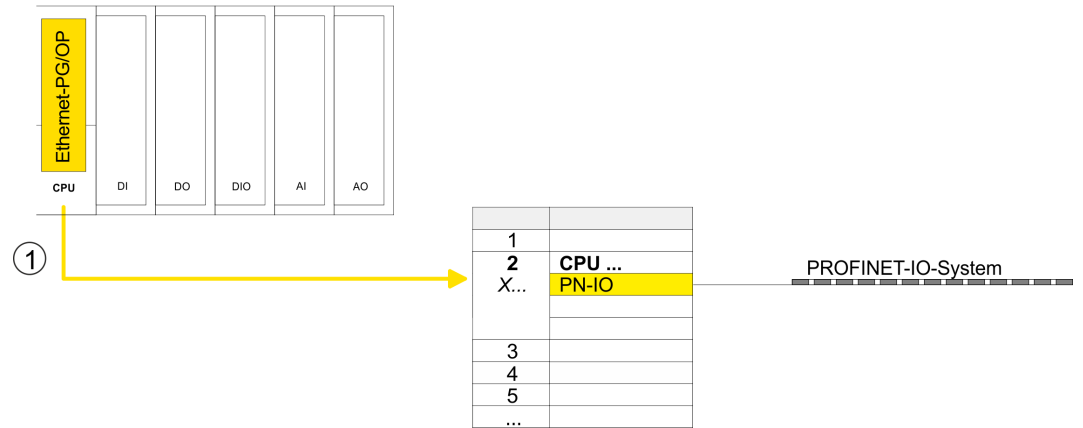 Ethernet-PG/OP
CPU
DI
DO
DIO
AI
AO
1
1
2 CPU ...
X... PN-IO
PROFINET-IO-System
3
4
5
...